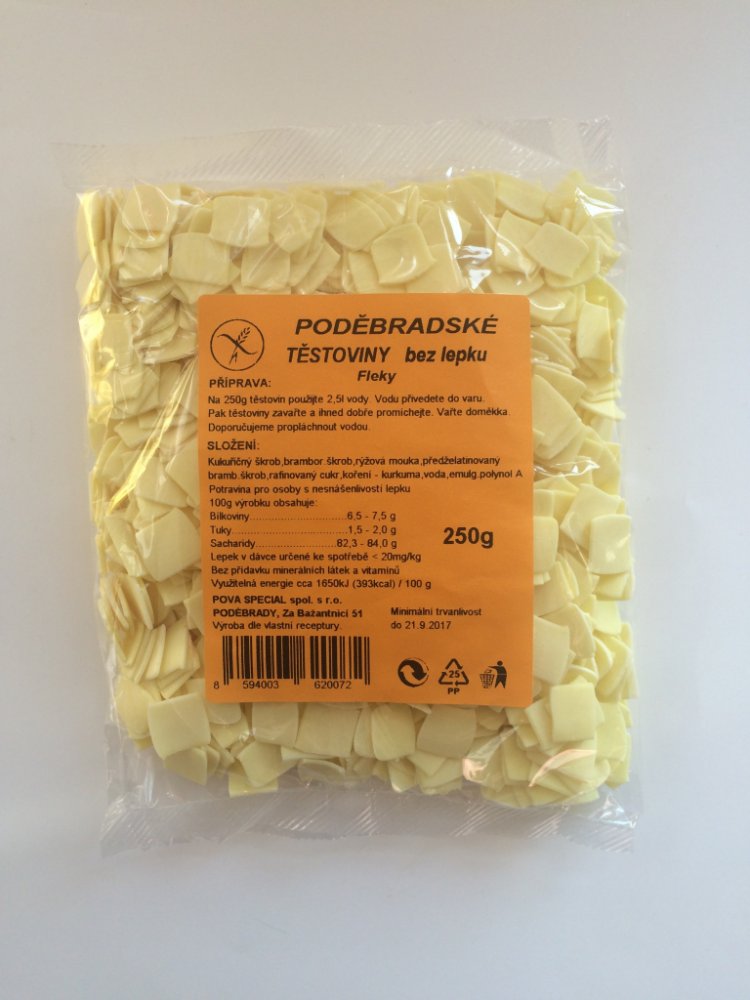 PODĚBRADSKÉ
TĚSTOVINY bez lepku
Fleky
PŘÍPRAVA:
Na 250g těstovin použijte 2,5l vody. Vodu přivedete do varu.
Pak těstoviny zavařte a ihned dobře promíchejte. Vařte doměkka.
Doporučujeme propláchnout vodou.
SLOŽENÍ:
Kukuřičný škrob,brambor.škrob,rýžová mouka,předželatinovaný
bramb.škrob,rafinovaný cukr,koření - kurkuma,voda,emulg.polynol A
Potravina pro osoby s nesnášenlivostí lepku
100g výrobku obsahuje:
Bílkoviny.............................6,5 - 7,5 g
Tuky...................................1,5 - 2,0 g
Sacharidy.........................82,3 - 84,0 g
250g
Lepek v dávce určené ke spotřebě < 20mg/kg
Bez přídavku minerálních látek a vitamínů
Využitelná energie cca 1650kJ (393kcal) / 100 g
POVA SPECIAL spol. s r.o.
PODĚBRADY, Za Bažantnicí 51
Výroba dle vlastní receptury.
Minimální trvanlivost
do 21.9.2017
8 594003 620072
25
PP